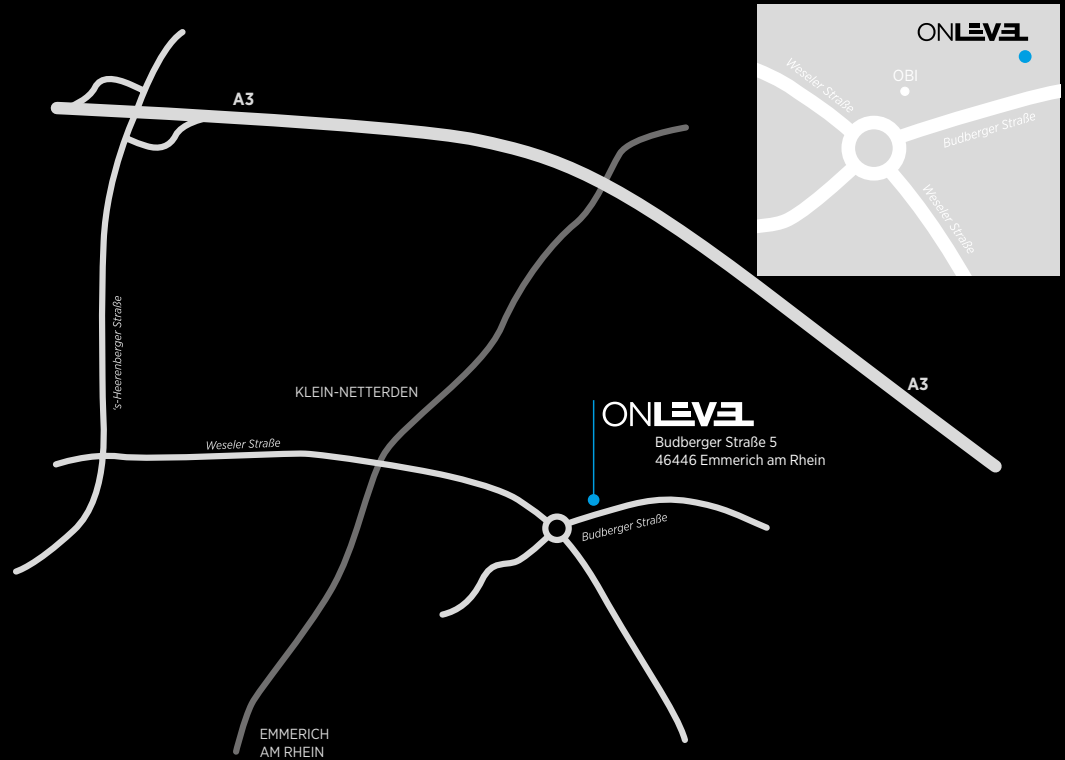 ONLEVEL
OBI
Weseler Straße
Budberger Straße
Weseler Straße
A3
's-Heerenberger Straße
KLEIN-NETTERDEN
A3
ONLEVEL
Budberger Straße 5
46446 Emmerich am Rhein
Weseler Straße
Budberger Straße
EMMERICH
AM RHEIN